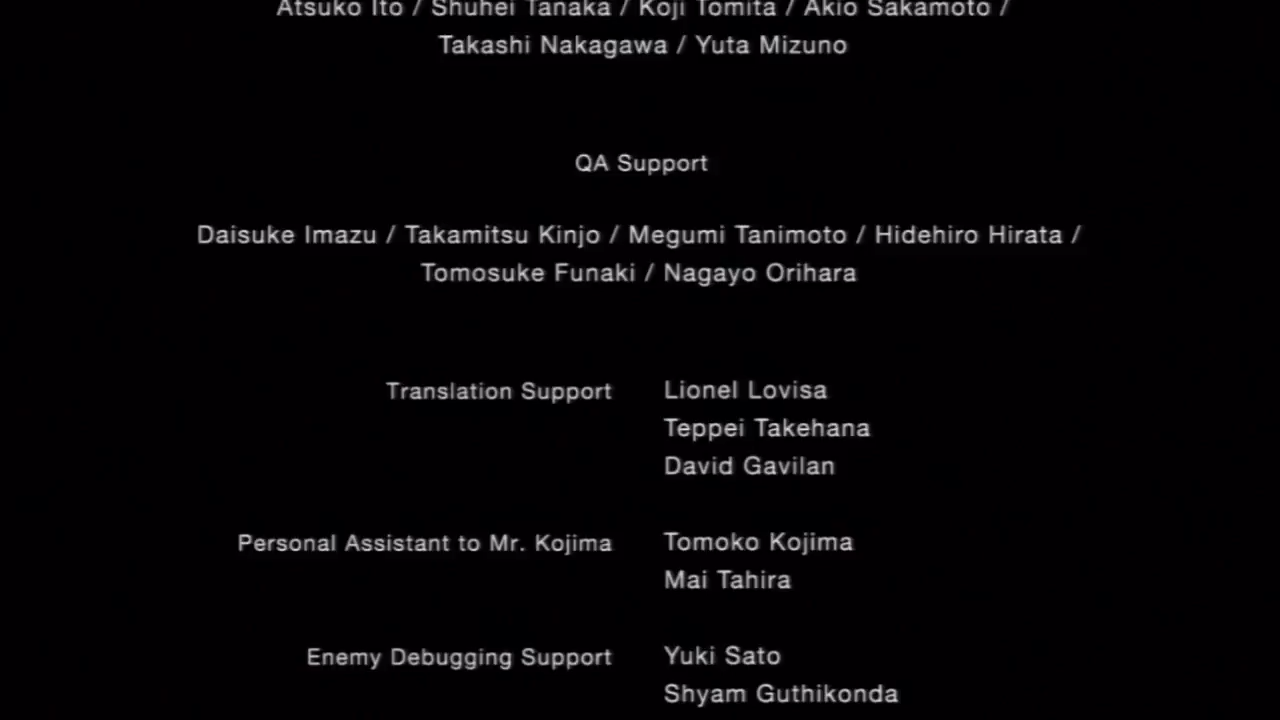 Atsuko Ito / Shuhei Tanaka / Koji Tomita / Akio Sakamoto /
Takashi Nakagawa / Yuta Mizuno
QA Support
Daisuke Imazu / Takamitsu Kinjo / Megumi Tanimoto / Hidehiro Hirata /
Tomosuke Funaki / Nagayo Orihara
Translation Support Lionel Lovisa
Teppei Takehana
David Gavilan
Personal Assistant to Mr. Kojima Tomoko Kojima
Mai Tahira
Enemy Debugging Support Yuki Sato
Shyam Guthikonda